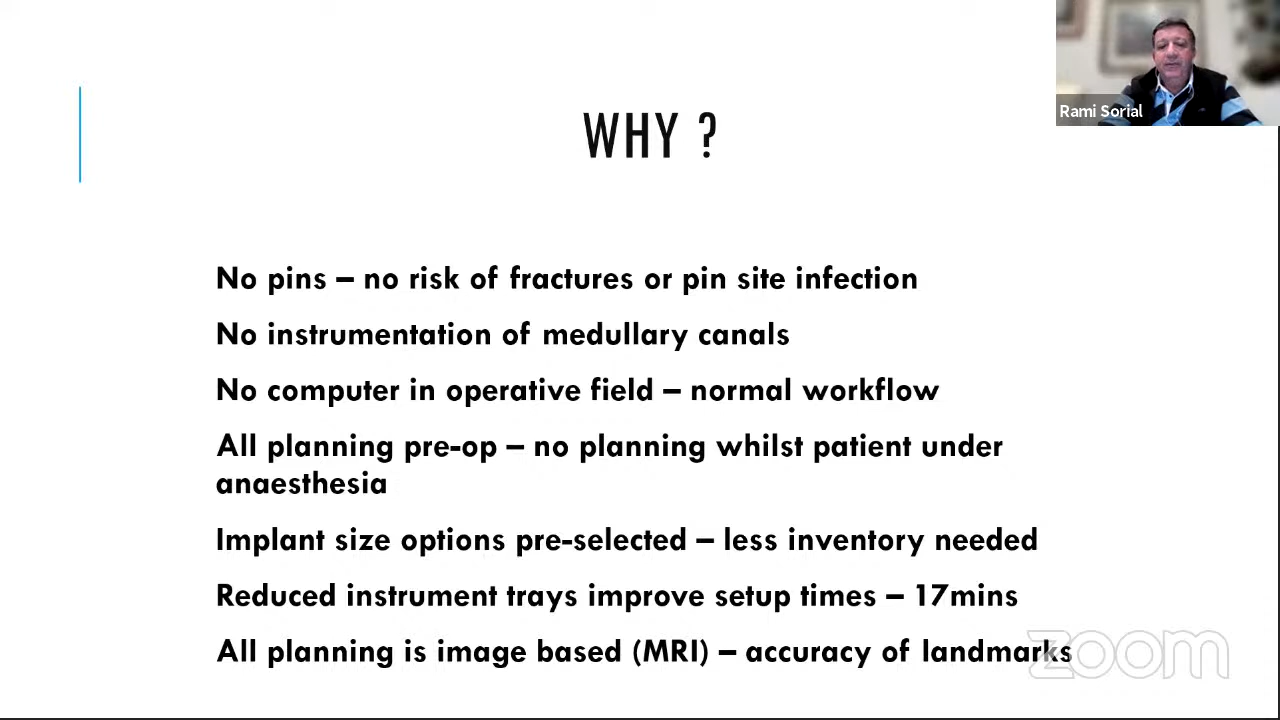 Rami Sorial
WHY ?
No pins – no risk of fractures or pin site infection
No instrumentation of medullary canals
No computer in operative field – normal workflow
All planning pre-op – no planning whilst patient under
anaesthesia
Implant size options pre-selected – less inventory needed
Reduced instrument trays improve setup times – 17mins
All planning is image based (MRI) – accuracy of landmarks
zoom